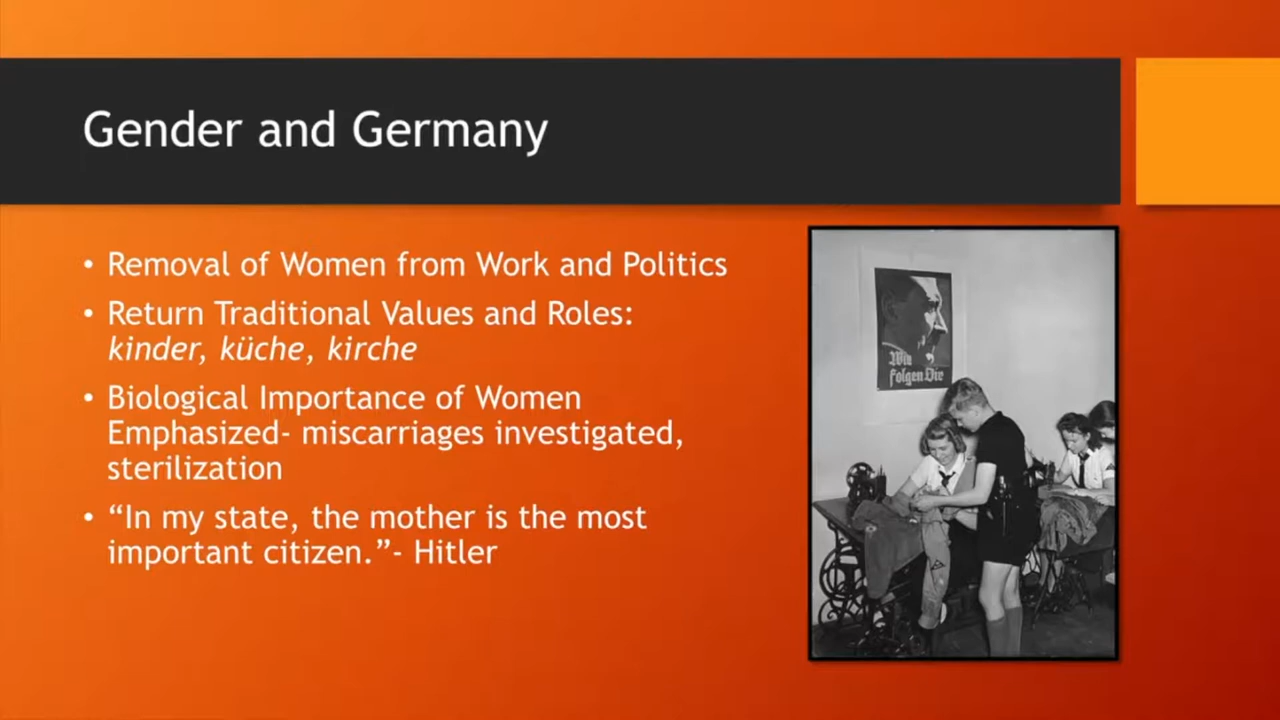 Gender and Germany
• Removal of Women from Work and Politics
• Return Traditional Values and Roles:
kinder, küche, kirche
• Biological Importance of Women
Emphasized- miscarriages investigated,
sterilization
• “In my state, the mother is the most
important citizen.”- Hitler
Wir
folgen Dir